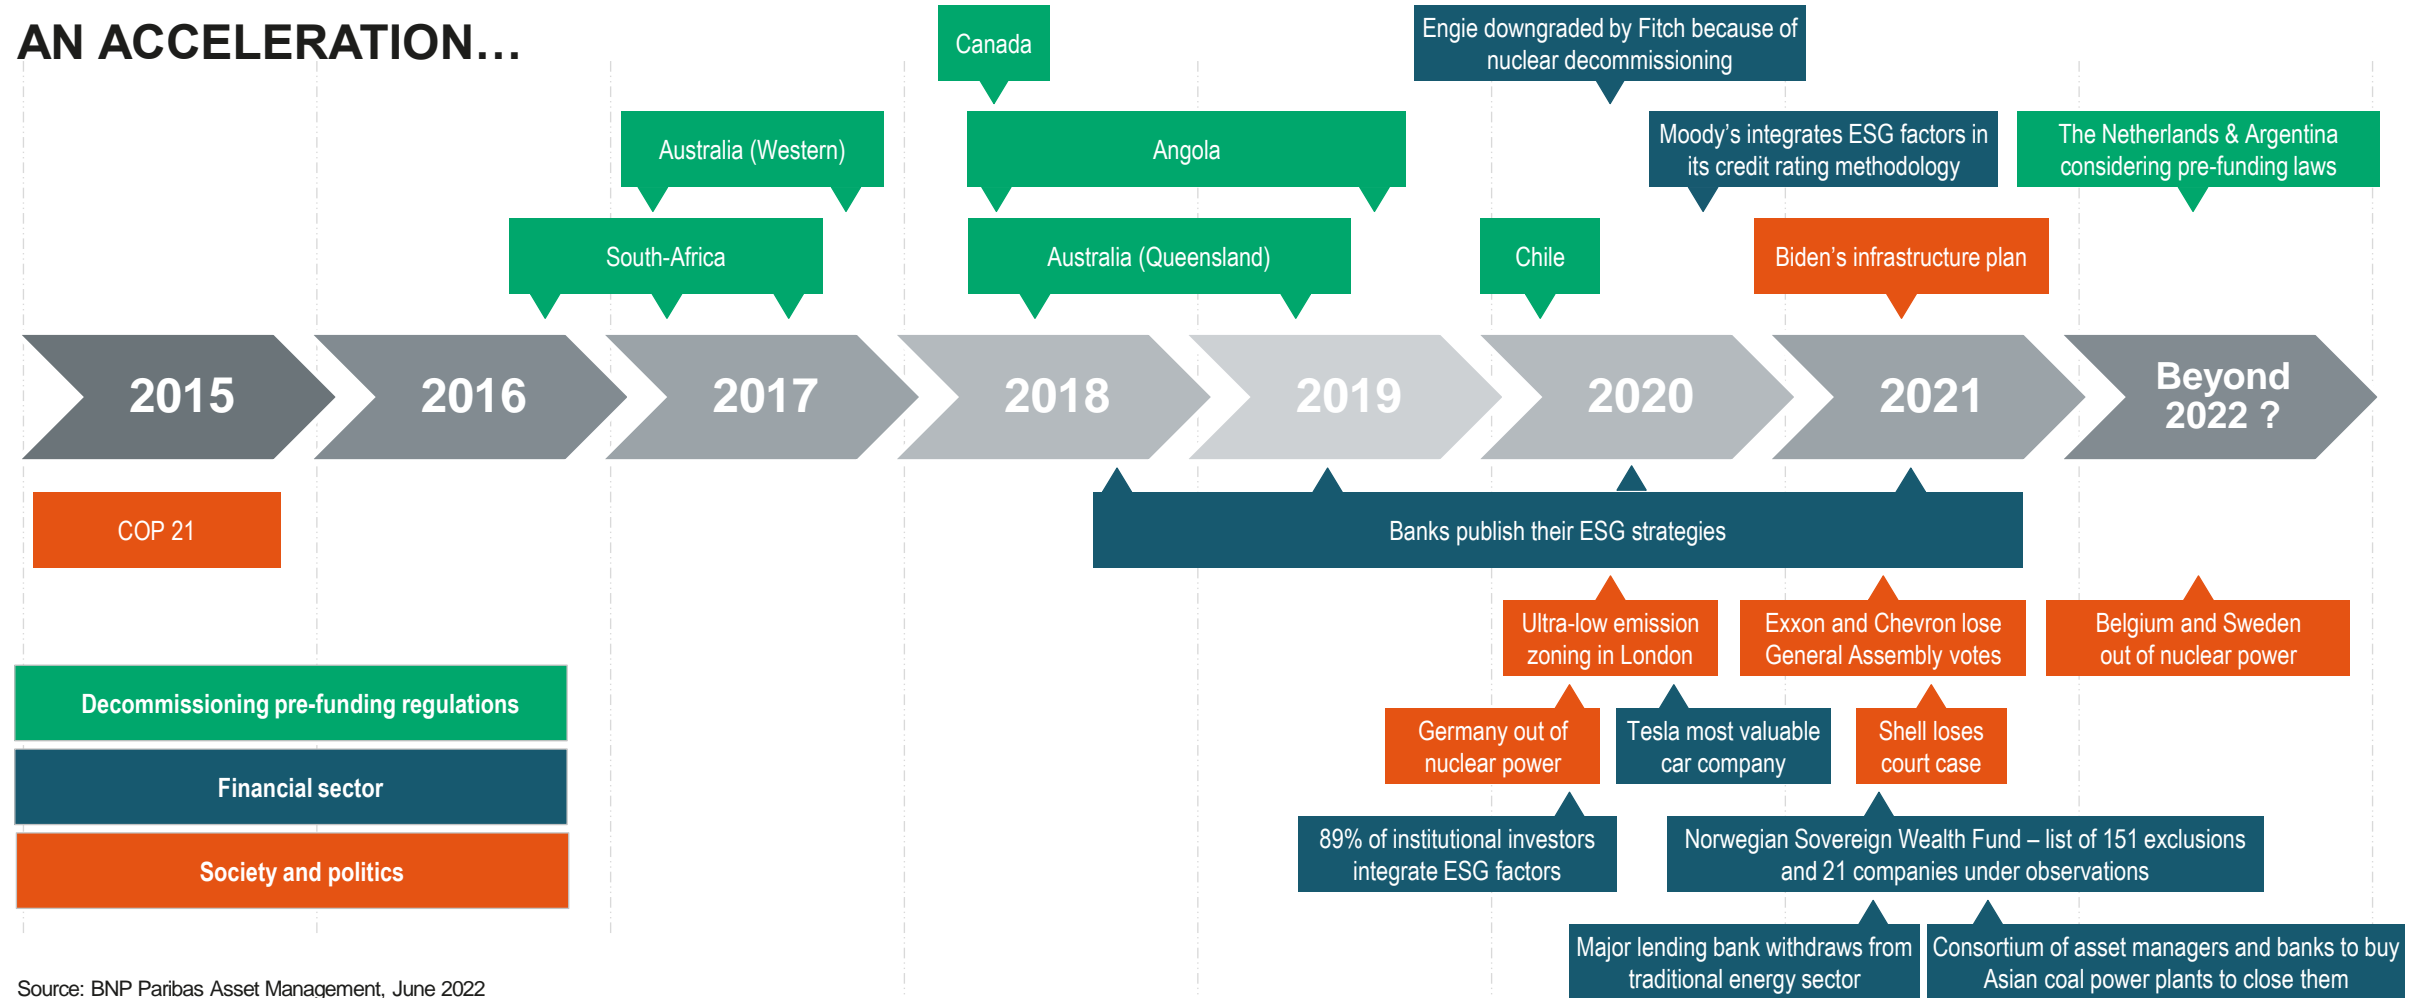 AN ACCELERATION…
Canada
Engie downgraded by Fitch because of
nuclear decommissioning
Australia (Western)
Angola
Moody’s integrates ESG factors in
its credit rating methodology
The Netherlands & Argentina
considering pre-funding laws
South-Africa
Australia (Queensland)
Chile
Biden’s infrastructure plan
2015
2016
2017
2018
2019
2020
2021
Beyond
2022 ?
COP 21
Banks publish their ESG strategies
Ultra-low emission
zoning in London
Exxon and Chevron lose
General Assembly votes
Belgium and Sweden
out of nuclear power
Decommissioning pre-funding regulations
Germany out of
nuclear power
Tesla most valuable
car company
Shell loses
court case
Financial sector
89% of institutional investors
integrate ESG factors
Norwegian Sovereign Wealth Fund – list of 151 exclusions
and 21 companies under observations
Society and politics
Major lending bank withdraws from
traditional energy sector
Consortium of asset managers and banks to buy
Asian coal power plants to close them
Source: BNP Paribas Asset Management, June 2022